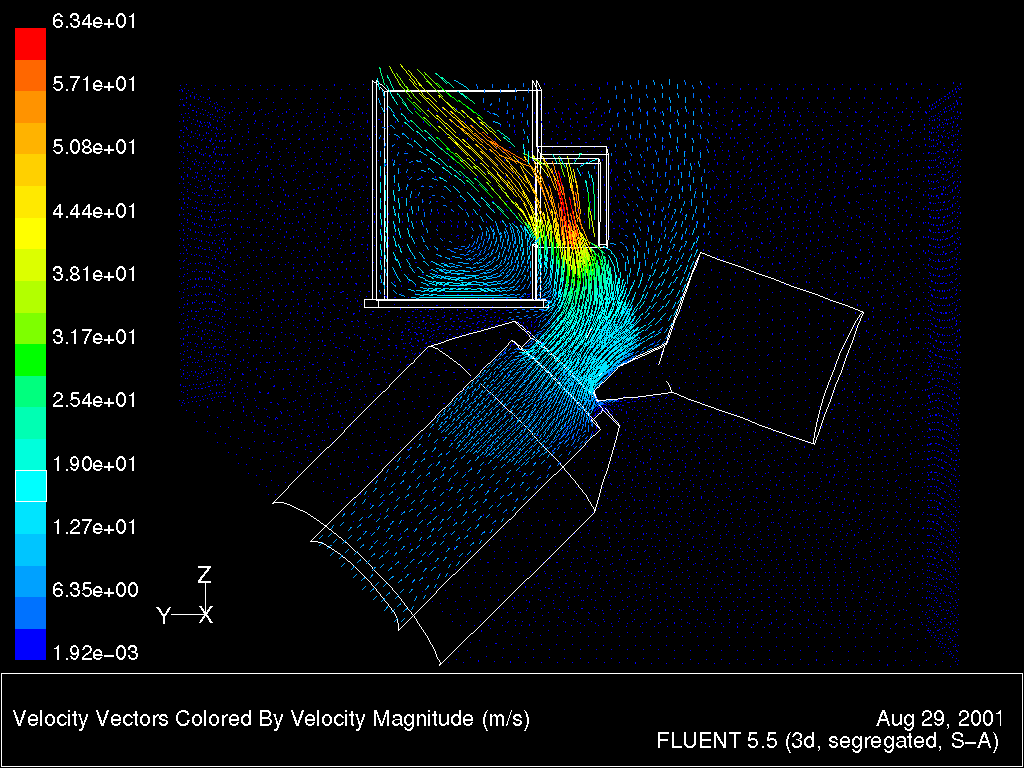 6.34e+01
5.71e+01
5.08e+01
4.44e+01
3.81e+01
3.17e+01
2.54e+01
1.90e+01
1.27e+01
6.35e+00
1.92e-03
Z
Y X
Velocity Vectors Colored By Velocity Magnitude (m/s)
Aug 29, 2001
FLUENT 5.5 (3d, segregated, S-A)